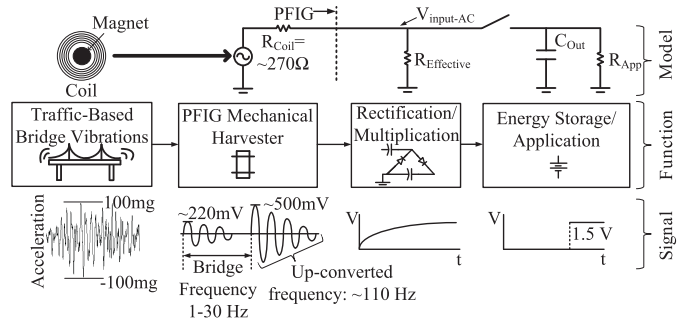 Magnet
Coil
PFIG
R_Coil=
~270Ω
V_input-AC
R_Effective
C_Out
R_App
Model
Traffic-Based
Bridge Vibrations
PFIG Mechanical
Harvester
Rectification/
Multiplication
Energy Storage/
Application
Function
Acceleration
100mg
-100mg
~220mV
~500mV
Bridge
Frequency
1-30 Hz
Up-converted
frequency: ~110 Hz
V
t
V
1.5 V
t
Signal